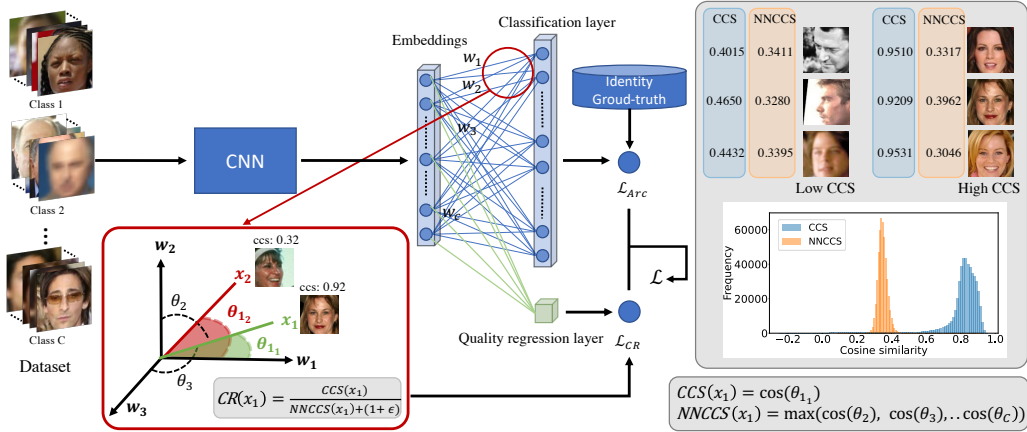 Class 1
Class 2
Class C
Dataset
CNN
Embeddings
Classification layer
w₁
w₂
w₃
w_c
Identity
Groud-truth
ℒ_Arc
ℒ
Quality regression layer
ℒ_CR
w₂
ccs: 0.32
x₂
ccs: 0.92
θ₂
θ₁₂
x₁
θ₁₁
θ₃
w₁
w₃
CR(x₁) = CCS(x₁) / NNCCS(x₁)+(1+ ϵ)
CCS NNCCS CCS NNCCS
0.4015 0.3411 0.9510 0.3317
0.4650 0.3280 0.9209 0.3962
0.4432 0.3395 0.9531 0.3046
Low CCS High CCS
CCS
NNCCS
Frequency
60000
40000
20000
0
−0.2 0.0 0.2 0.4 0.6 0.8 1.0
Cosine similarity
CCS(x₁) = cos(θ₁₁)
NNCCS(x₁) = max(cos(θ₂), cos(θ₃),.. cos(θ_C))